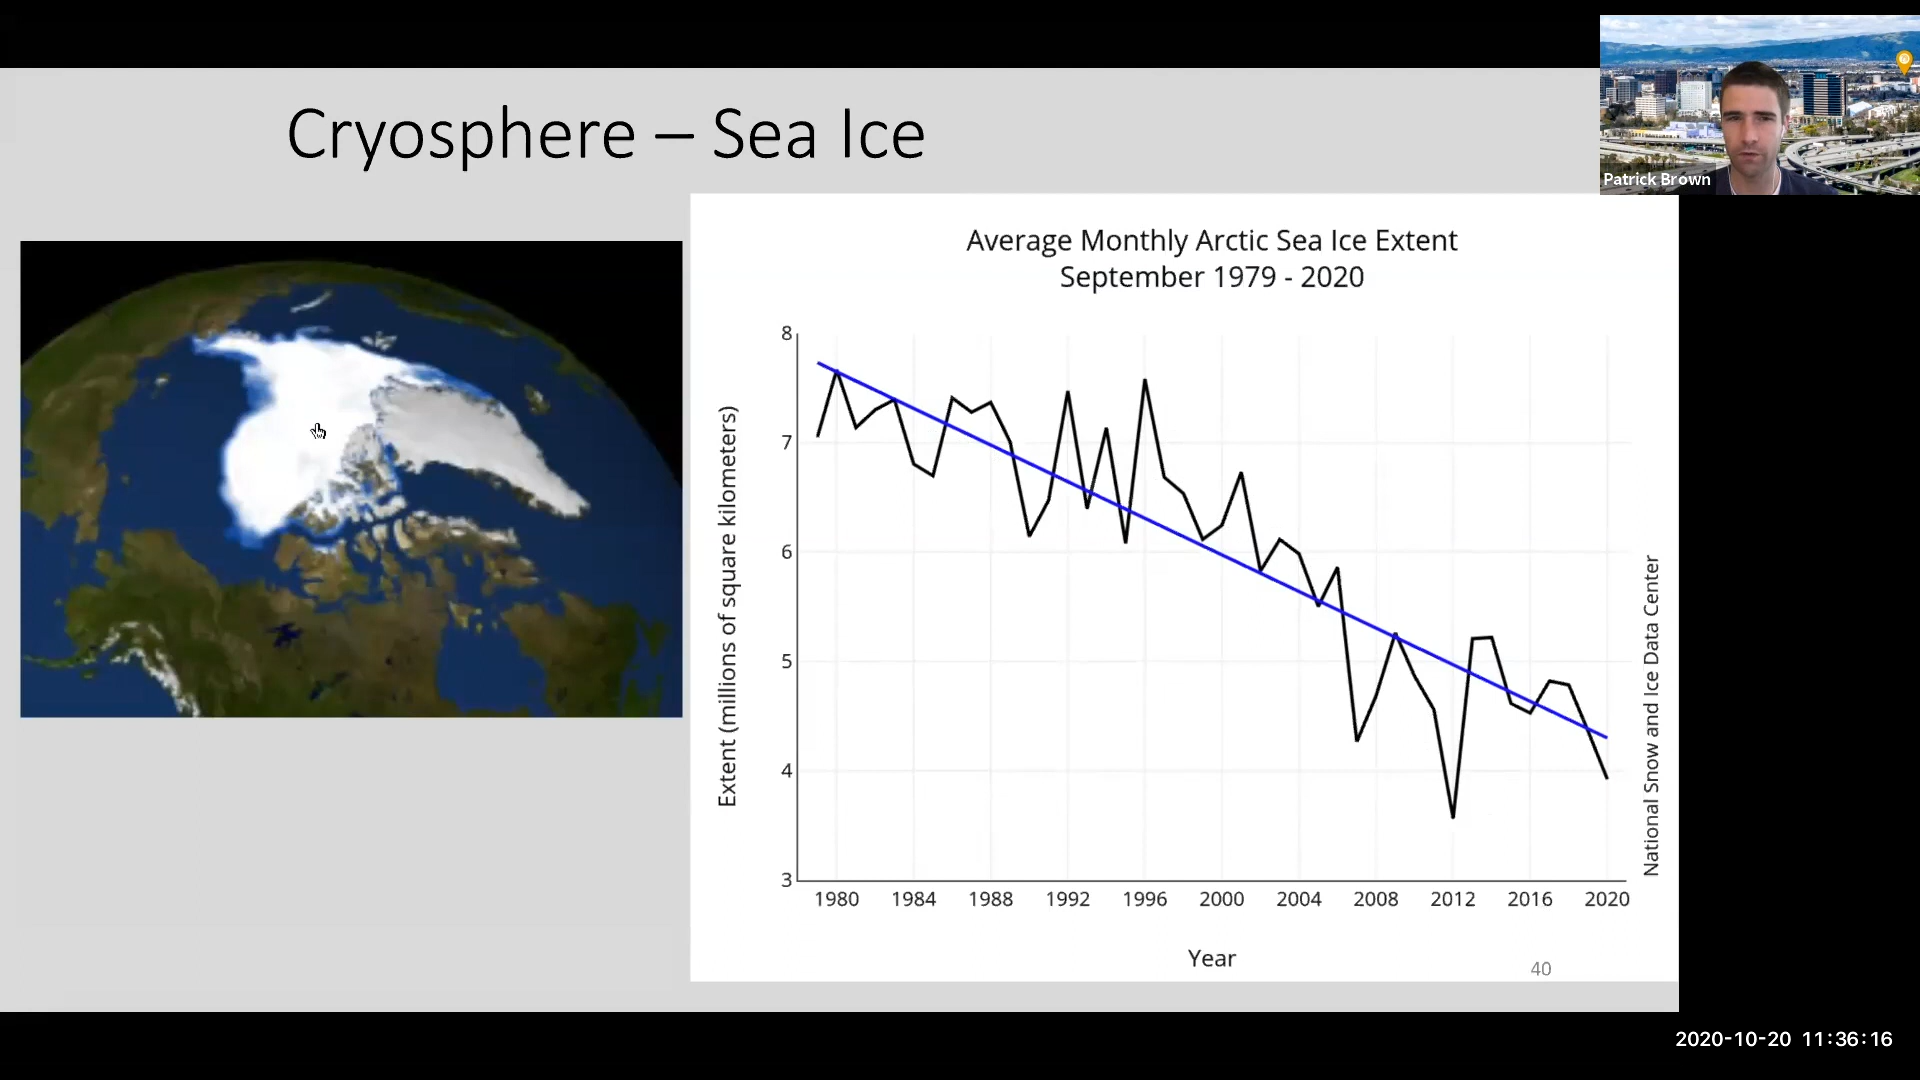 Cryosphere – Sea Ice
Patrick Brown
Average Monthly Arctic Sea Ice Extent
September 1979 - 2020
Extent (millions of square kilometers)
8
7
6
5
4
3
1980 1984 1988 1992 1996 2000 2004 2008 2012 2016 2020
Year
National Snow and Ice Data Center
40
2020-10-20 11:36:16